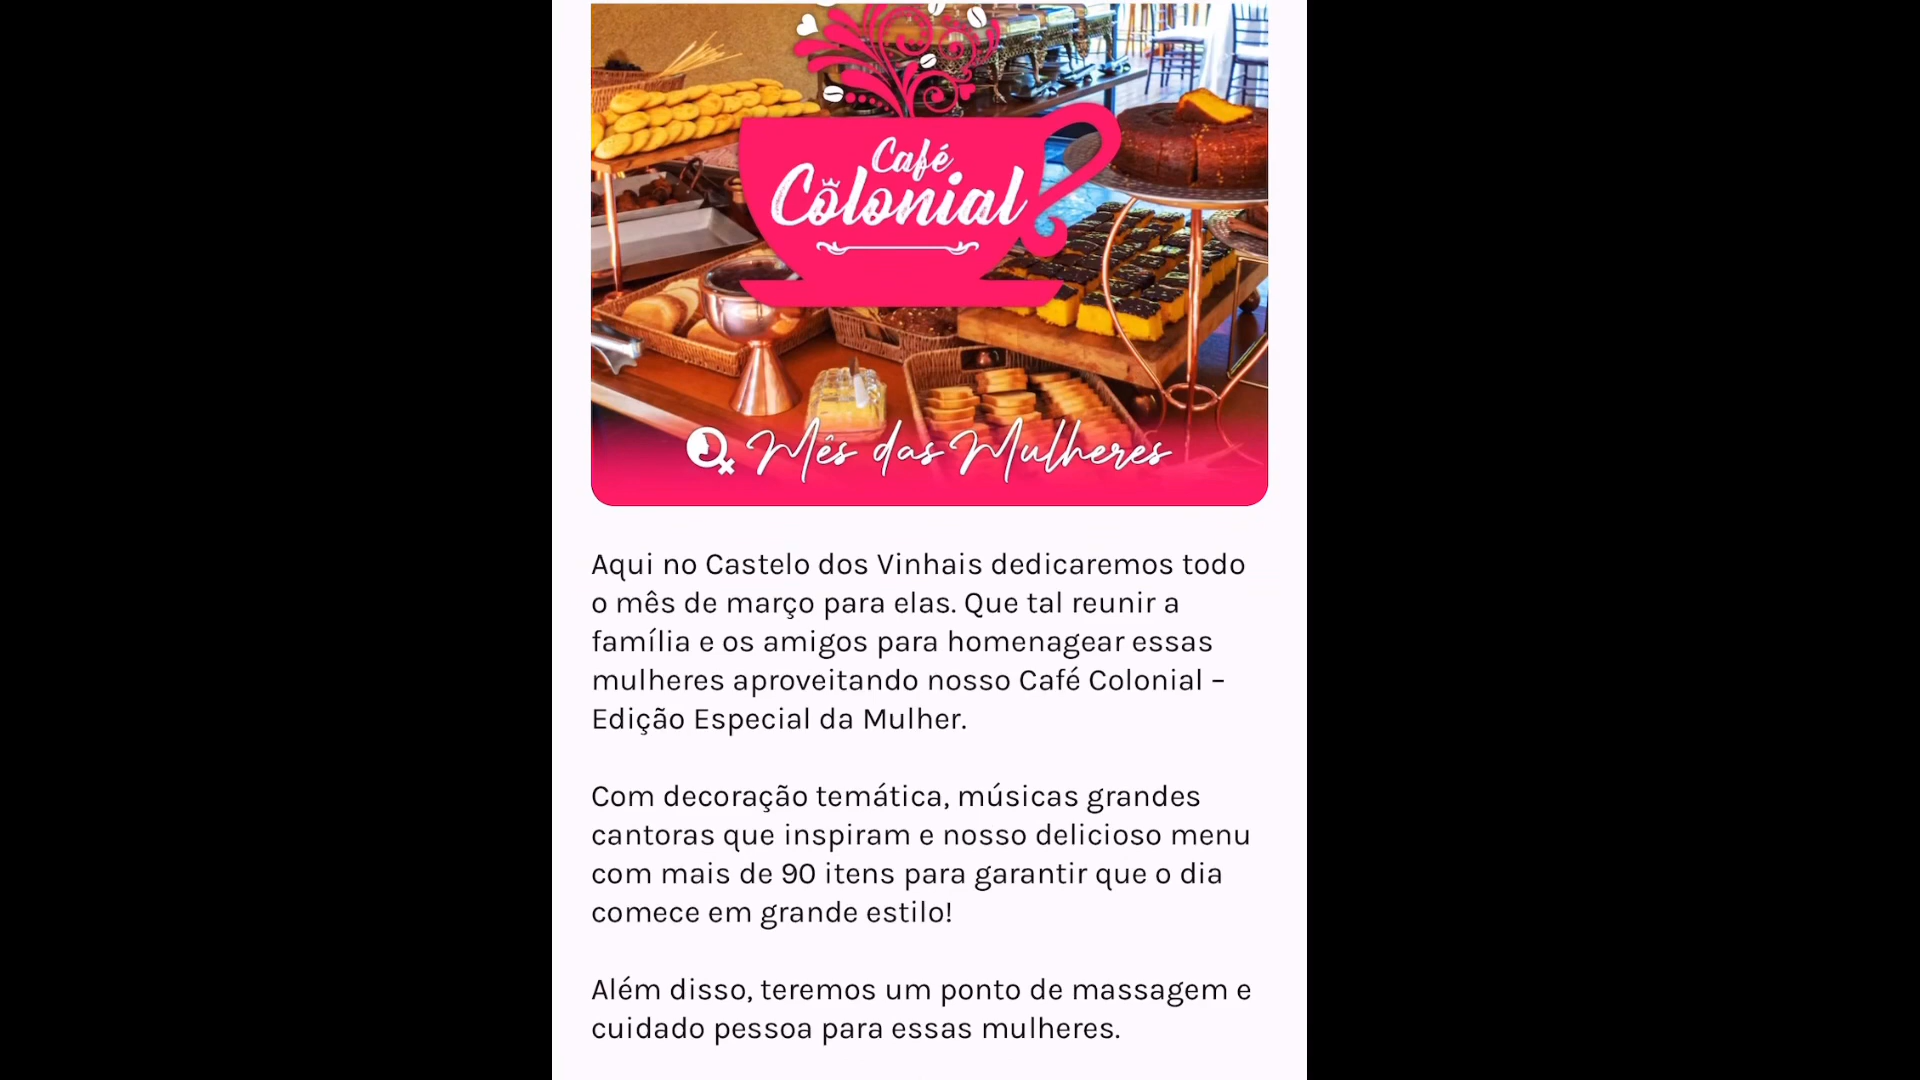 Café
Colonial
Mês das Mulheres
Aqui no Castelo dos Vinhais dedicaremos todo
o mês de março para elas. Que tal reunir a
família e os amigos para homenagear essas
mulheres aproveitando nosso Café Colonial –
Edição Especial da Mulher.
Com decoração temática, músicas grandes
cantoras que inspiram e nosso delicioso menu
com mais de 90 itens para garantir que o dia
comece em grande estilo!
Além disso, teremos um ponto de massagem e
cuidado pessoa para essas mulheres.